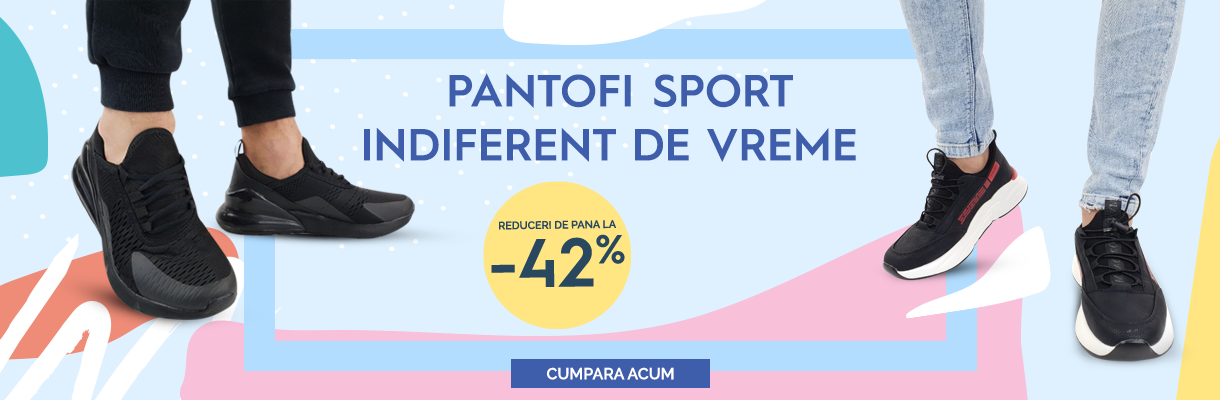 PANTOFI SPORT
INDIFERENT DE VREME
REDUCERI DE PANA LA
-42%
CUMPARA ACUM